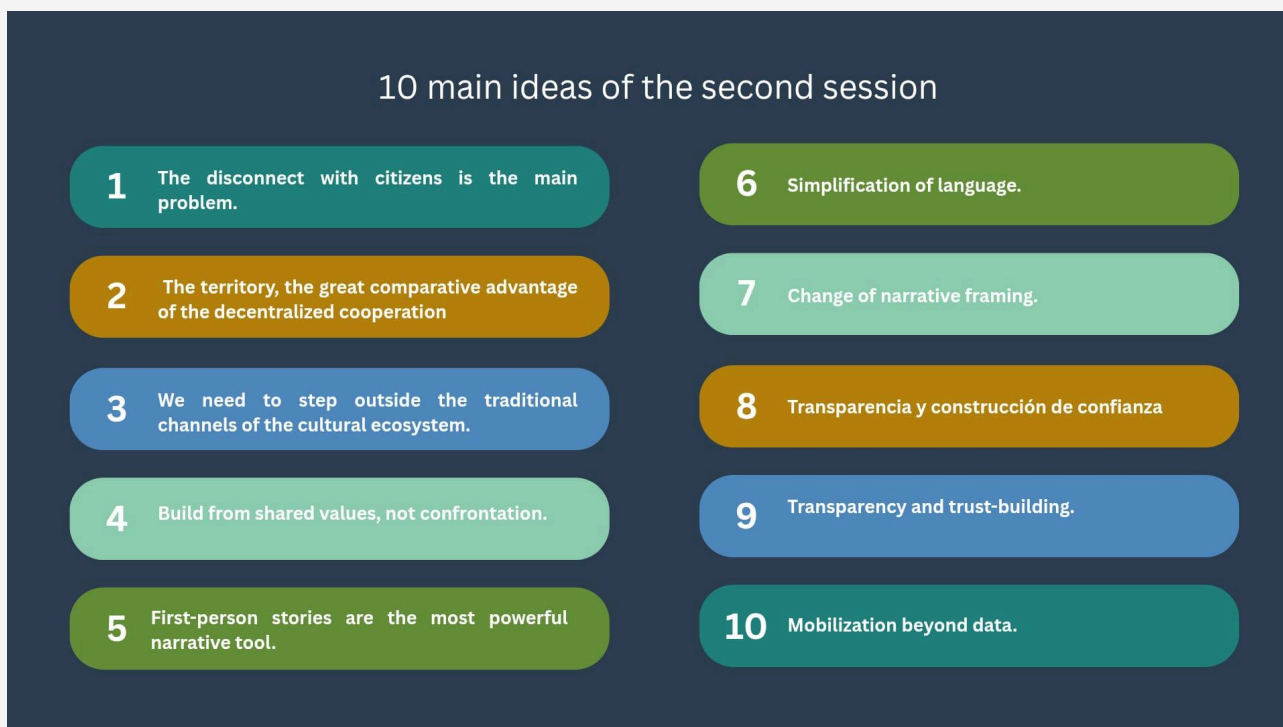 10 main ideas of the second session
1
The disconnect with citizens is the main
problem.
2
The territory, the great comparative advantage
of the decentralized cooperation
3
We need to step outside the traditional
channels of the cultural ecosystem.
4
Build from shared values, not confrontation.
5
First-person stories are the most powerful
narrative tool.
6
Simplification of language.
7
Change of narrative framing.
8
Transparencia y construcción de confianza
9
Transparency and trust-building.
10
Mobilization beyond data.